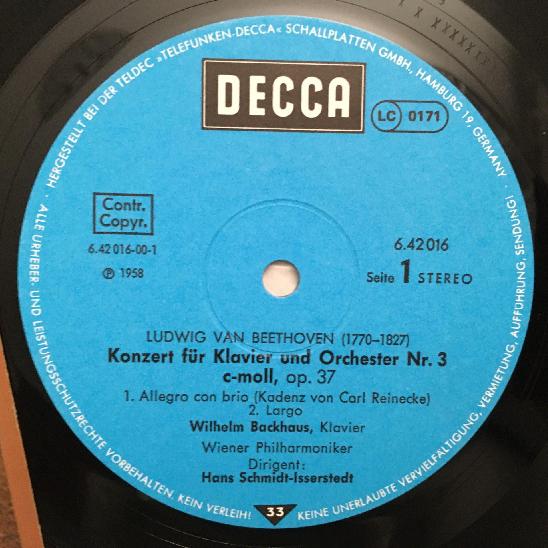 HERGESTELLT BEI DER TELDEC »TELEFUNKEN-DECCA« SCHALLPLATTEN GMBH., HAMBURG 19, GERMANY ·
DECCA
LC 0171
Contr.
Copyr.
6.42016-00-1
℗ 1958
6.42016
Seite 1 STEREO
LUDWIG VAN BEETHOVEN (1770–1827)
Konzert für Klavier und Orchester Nr. 3
c-moll, op. 37
1. Allegro con brio (Kadenz von Carl Reinecke)
2. Largo
Wilhelm Backhaus, Klavier
Wiener Philharmoniker
Dirigent:
Hans Schmidt-Isserstedt
· ALLE URHEBER- UND LEISTUNGSSCHUTZRECHTE VORBEHALTEN. KEIN VERLEIH! KEINE UNERLAUBTE VERVIELFÄLTIGUNG, VERMIETUNG, AUFFÜHRUNG, SENDUNG!
33